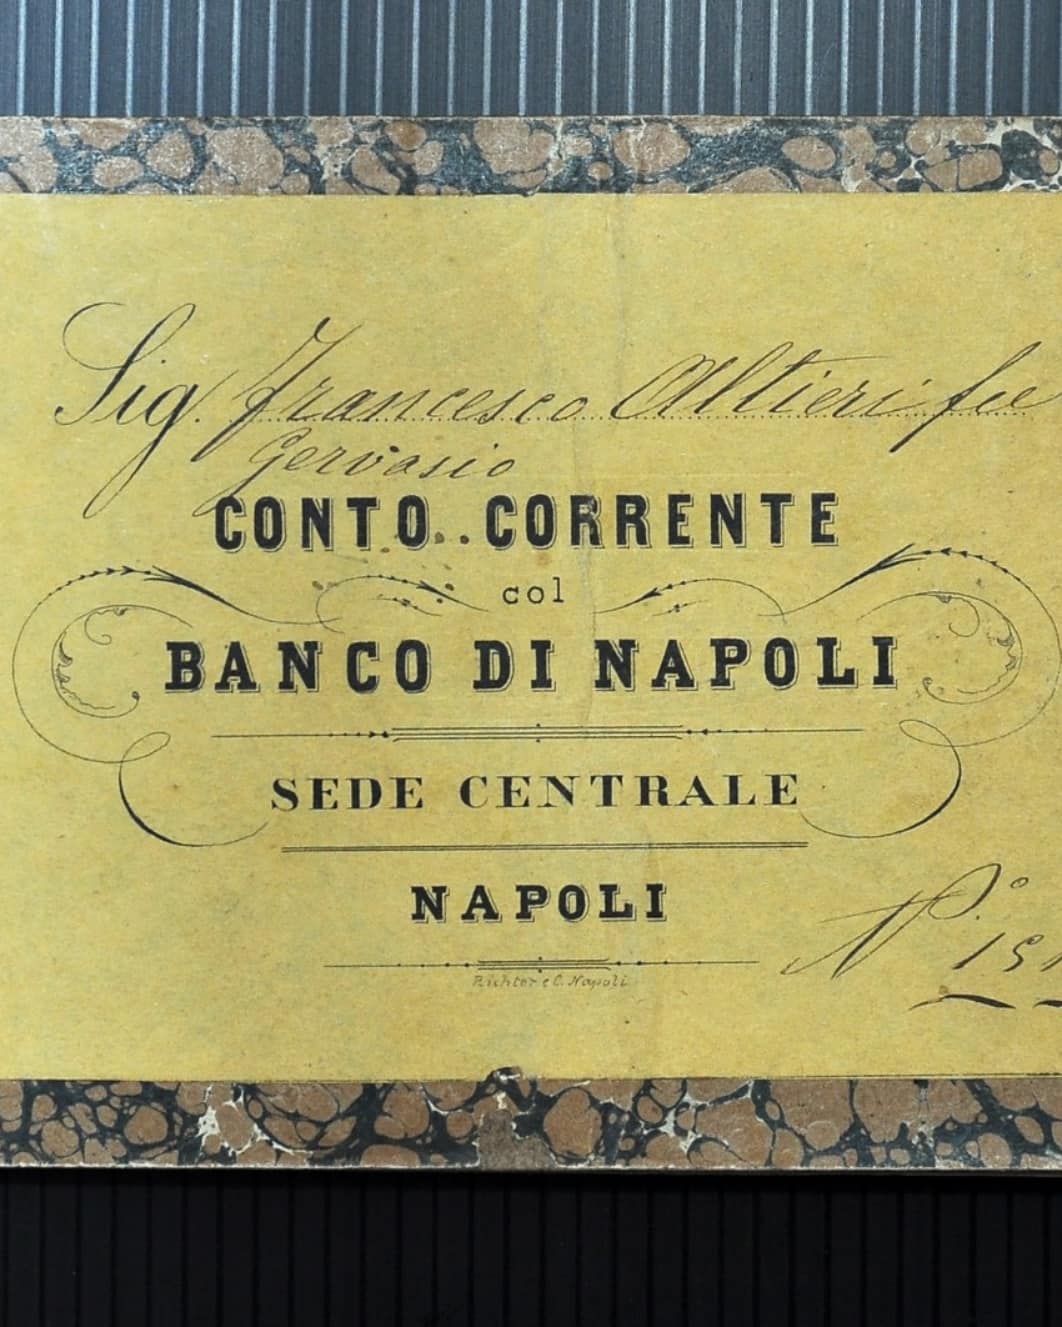 Sig. Francesco Altieri fu
Gervasio
CONTO CORRENTE
col
BANCO DI NAPOLI
SEDE CENTRALE
NAPOLI
Richter e C. Napoli
N.º